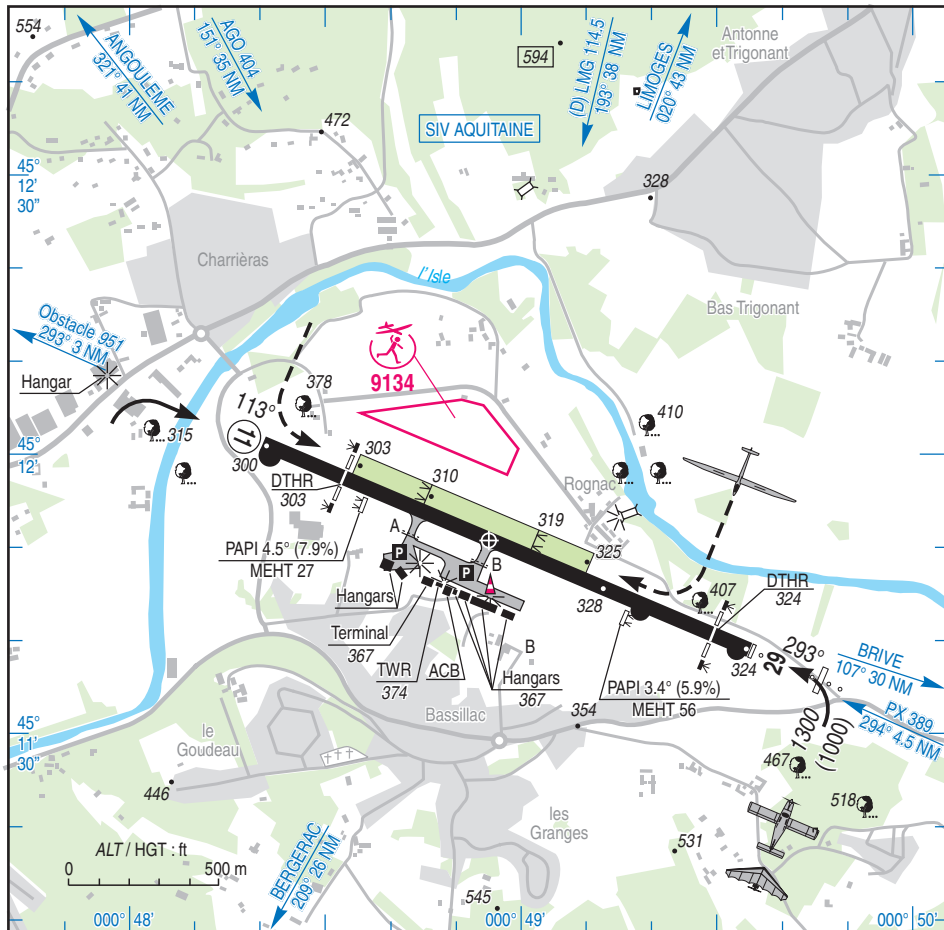 554
ANGOULEME
321° 41 NM
AGO 404
151° 35 NM
594
(D) LMG 114.5
193° 38 NM
LIMOGES
020° 43 NM
Antonne
et Trigonant
472
SIV AQUITAINE
45°
12'
30"
328
Charrièras
l'Isle
Bas Trigonant
Obstacle 951
293° 3 NM
Hangar
9134
378
113°
315
410
45°
12'
11
300
303
DTHR
303
310
Rognac
319
325
A
PAPI 4.5° (7.9%)
MEHT 27
P
P
B
407
DTHR
324
Hangars
328
Terminal
367
TWR
374
ACB
B
Hangars
367
PAPI 3.4° (5.9%)
MEHT 56
324
29
293°
BRIVE
107° 30 NM
PX 389
294° 4.5 NM
Bassillac
354
le
Goudeau
45°
11'
30"
1300
(1000)
467
446
518
les
Granges
531
ALT / HGT : ft
0
500 m
BERGERAC
209° 26 NM
545
000° 48'
000° 49'
000° 50'